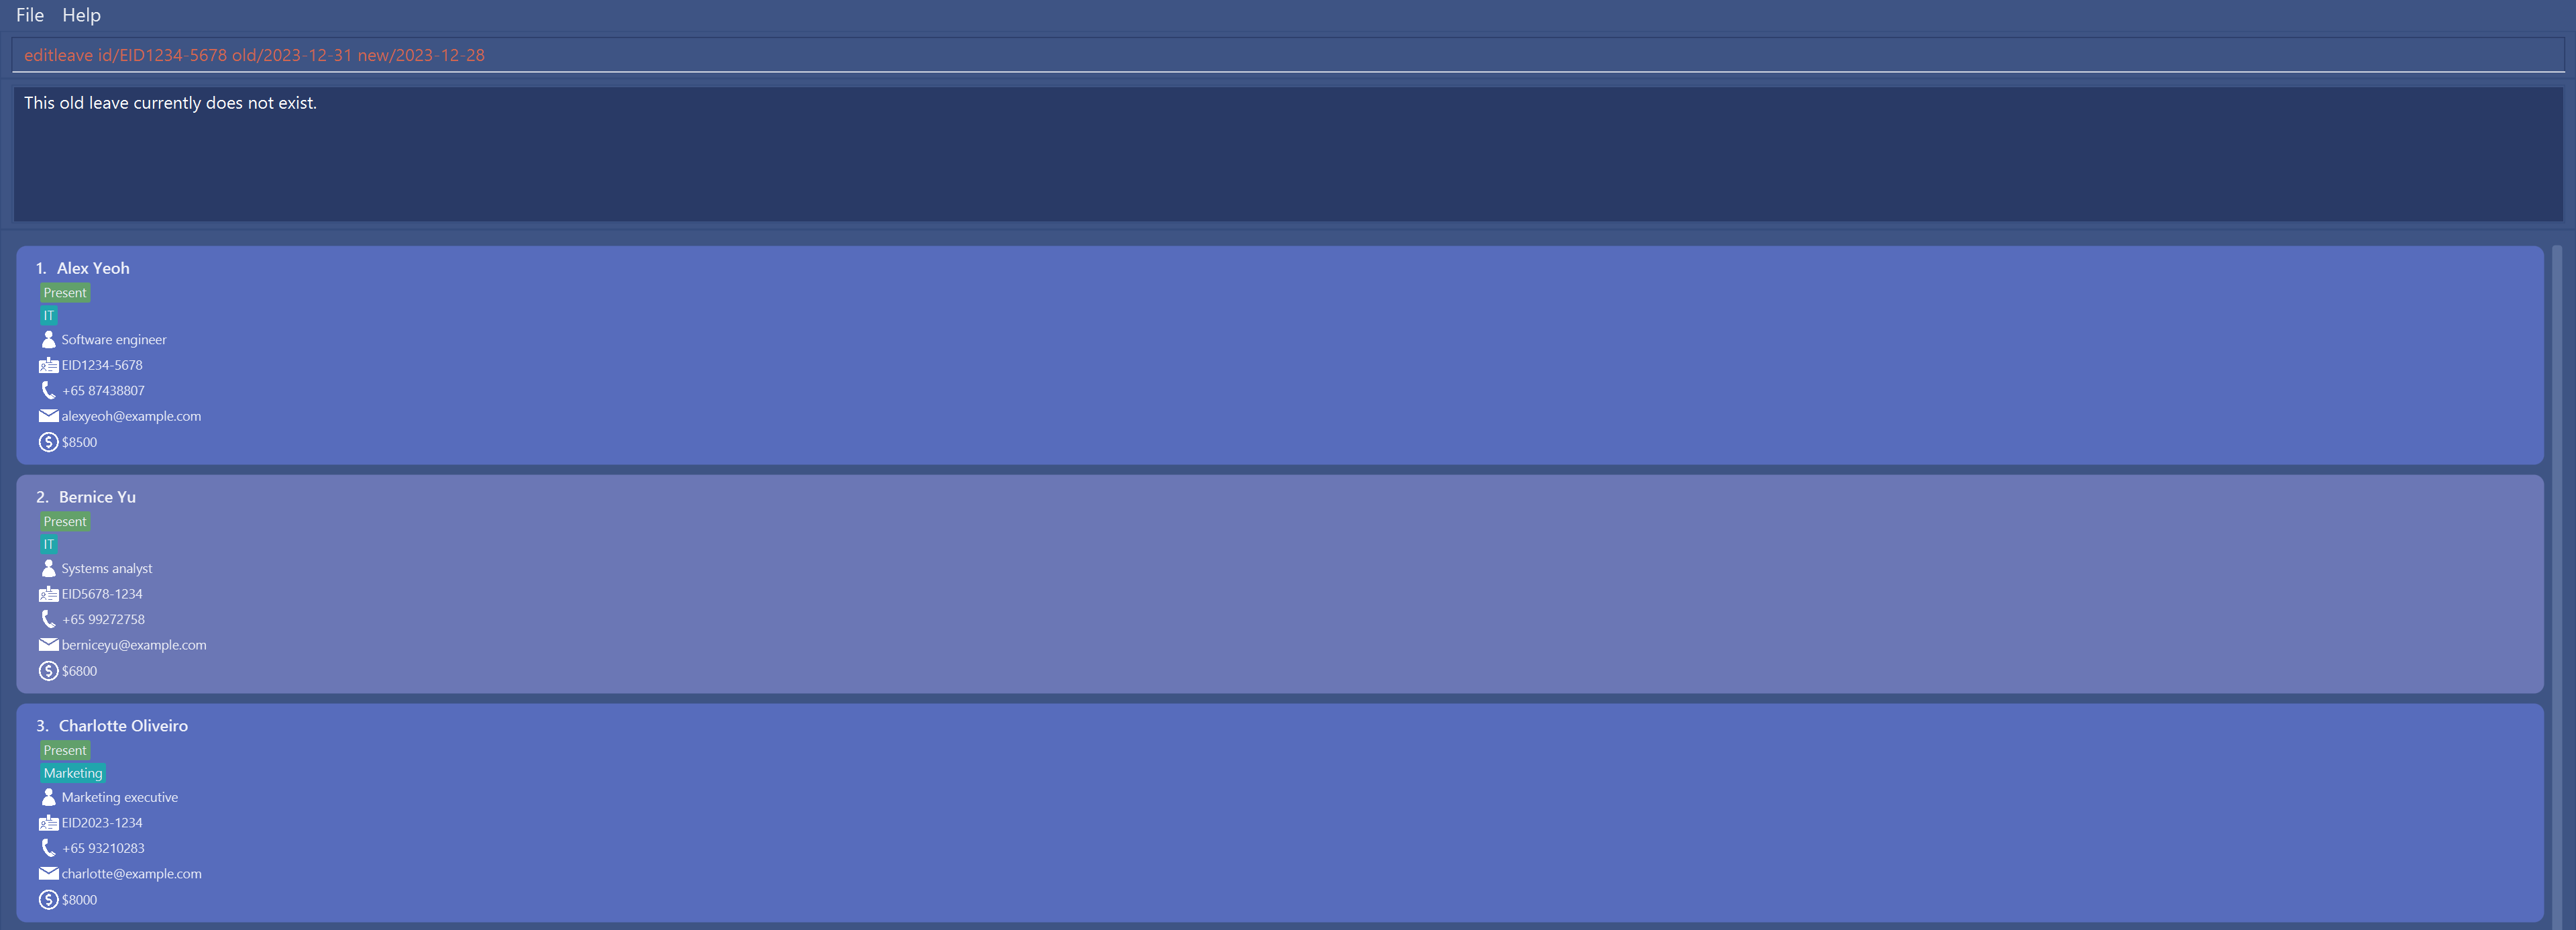 File Help
editleave id/EID1234-5678 old/2023-12-31 new/2023-12-28
This old leave currently does not exist.
1. Alex Yeoh
Present
IT
Software engineer
EID1234-5678
+65 87438807
alexyeoh@example.com
$8500
2. Bernice Yu
Present
IT
Systems analyst
EID5678-1234
+65 99272758
berniceyu@example.com
$6800
3. Charlotte Oliveiro
Present
Marketing
Marketing executive
EID2023-1234
+65 93210283
charlotte@example.com
$8000